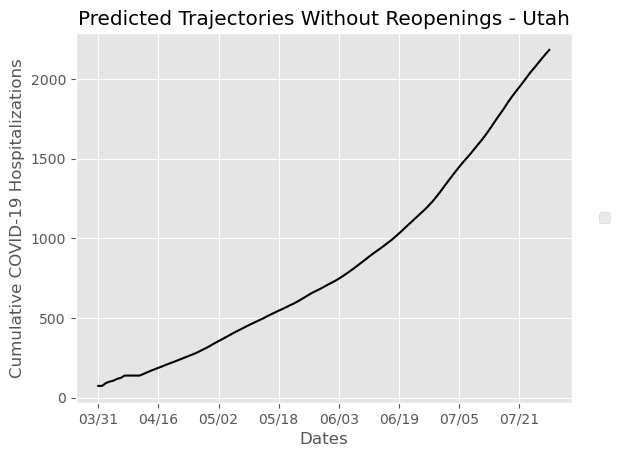 Predicted Trajectories Without Reopenings - Utah
Cumulative COVID-19 Hospitalizations
2000
1500
1000
500
0
03/31 04/16 05/02 05/18 06/03 06/19 07/05 07/21
Dates